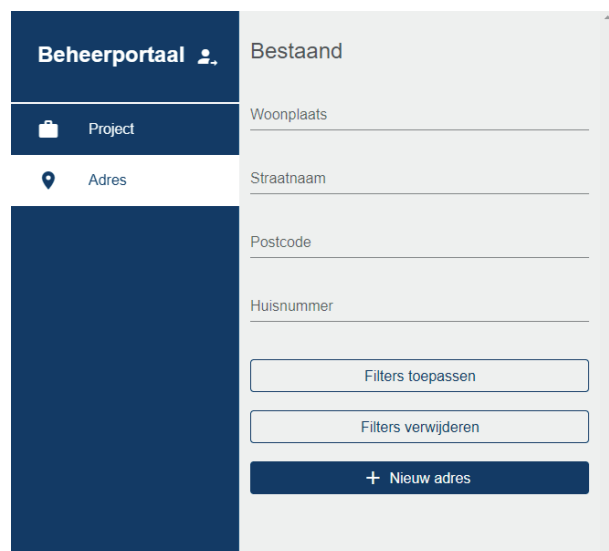 Beheerportaal
Project
Adres
Bestaand
Woonplaats
Straatnaam
Postcode
Huisnummer
Filters toepassen
Filters verwijderen
+ Nieuw adres